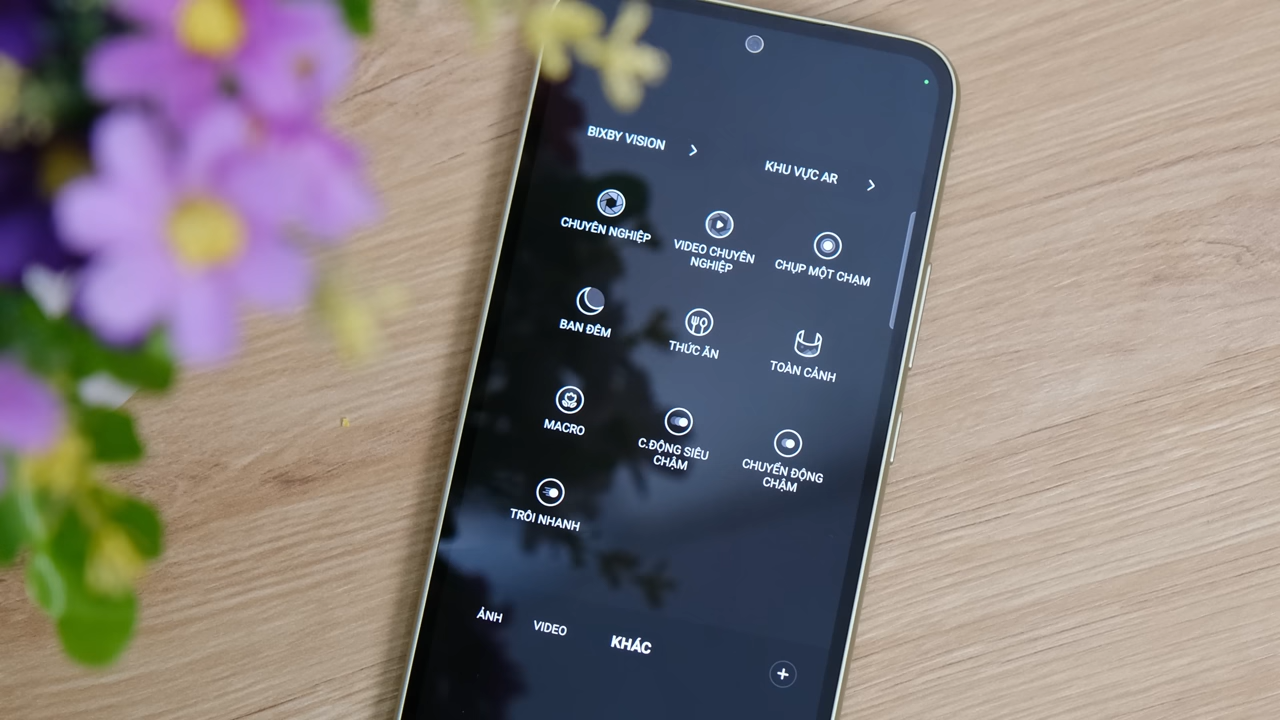 BIXBY VISION
KHU VỰC AR
CHUYÊN NGHIỆP
VIDEO CHUYÊN
NGHIỆP
CHỤP MỘT CHẠM
BAN ĐÊM
THỨC ĂN
TOÀN CẢNH
MACRO
C.ĐỘNG SIÊU
CHẬM
CHUYỂN ĐỘNG
CHẬM
TRÔI NHANH
ẢNH
VIDEO
KHÁC